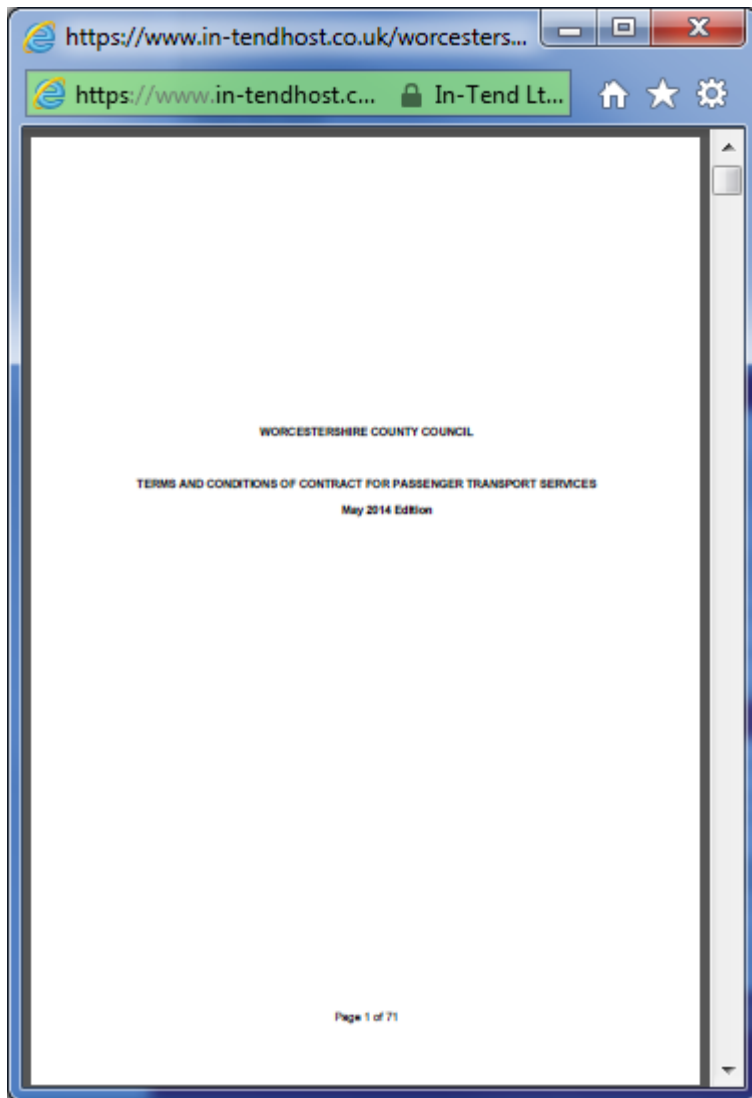 https://www.in-tendhost.co.uk/worcesters...
https://www.in-tendhost.c... In-Tend Lt...
WORCESTERSHIRE COUNTY COUNCIL
TERMS AND CONDITIONS OF CONTRACT FOR PASSENGER TRANSPORT SERVICES
May 2014 Edition
Page 1 of 71